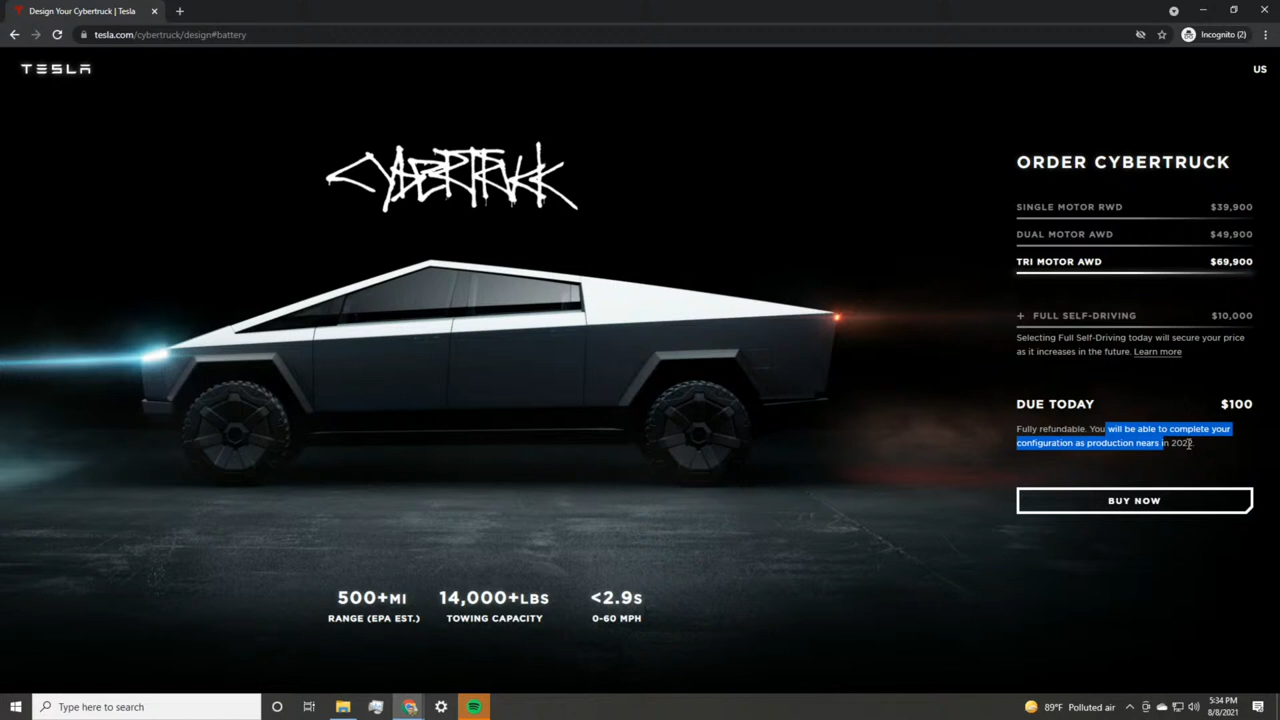 Design Your Cybertruck | Tesla
tesla.com/cybertruck/design#battery
Incognito (2)
TESLA
US
CYBERTRUCK
ORDER CYBERTRUCK
SINGLE MOTOR RWD $39,900
DUAL MOTOR AWD $49,900
TRI MOTOR AWD $69,900
+ FULL SELF-DRIVING $10,000
Selecting Full Self-Driving today will secure your price
as it increases in the future. Learn more
DUE TODAY $100
Fully refundable. You will be able to complete your
configuration as production nears in 2022.
BUY NOW
500+MI 14,000+LBS <2.9S
RANGE (EPA EST.) TOWING CAPACITY 0-60 MPH
Type here to search
89°F Polluted air
5:34 PM
8/8/2021